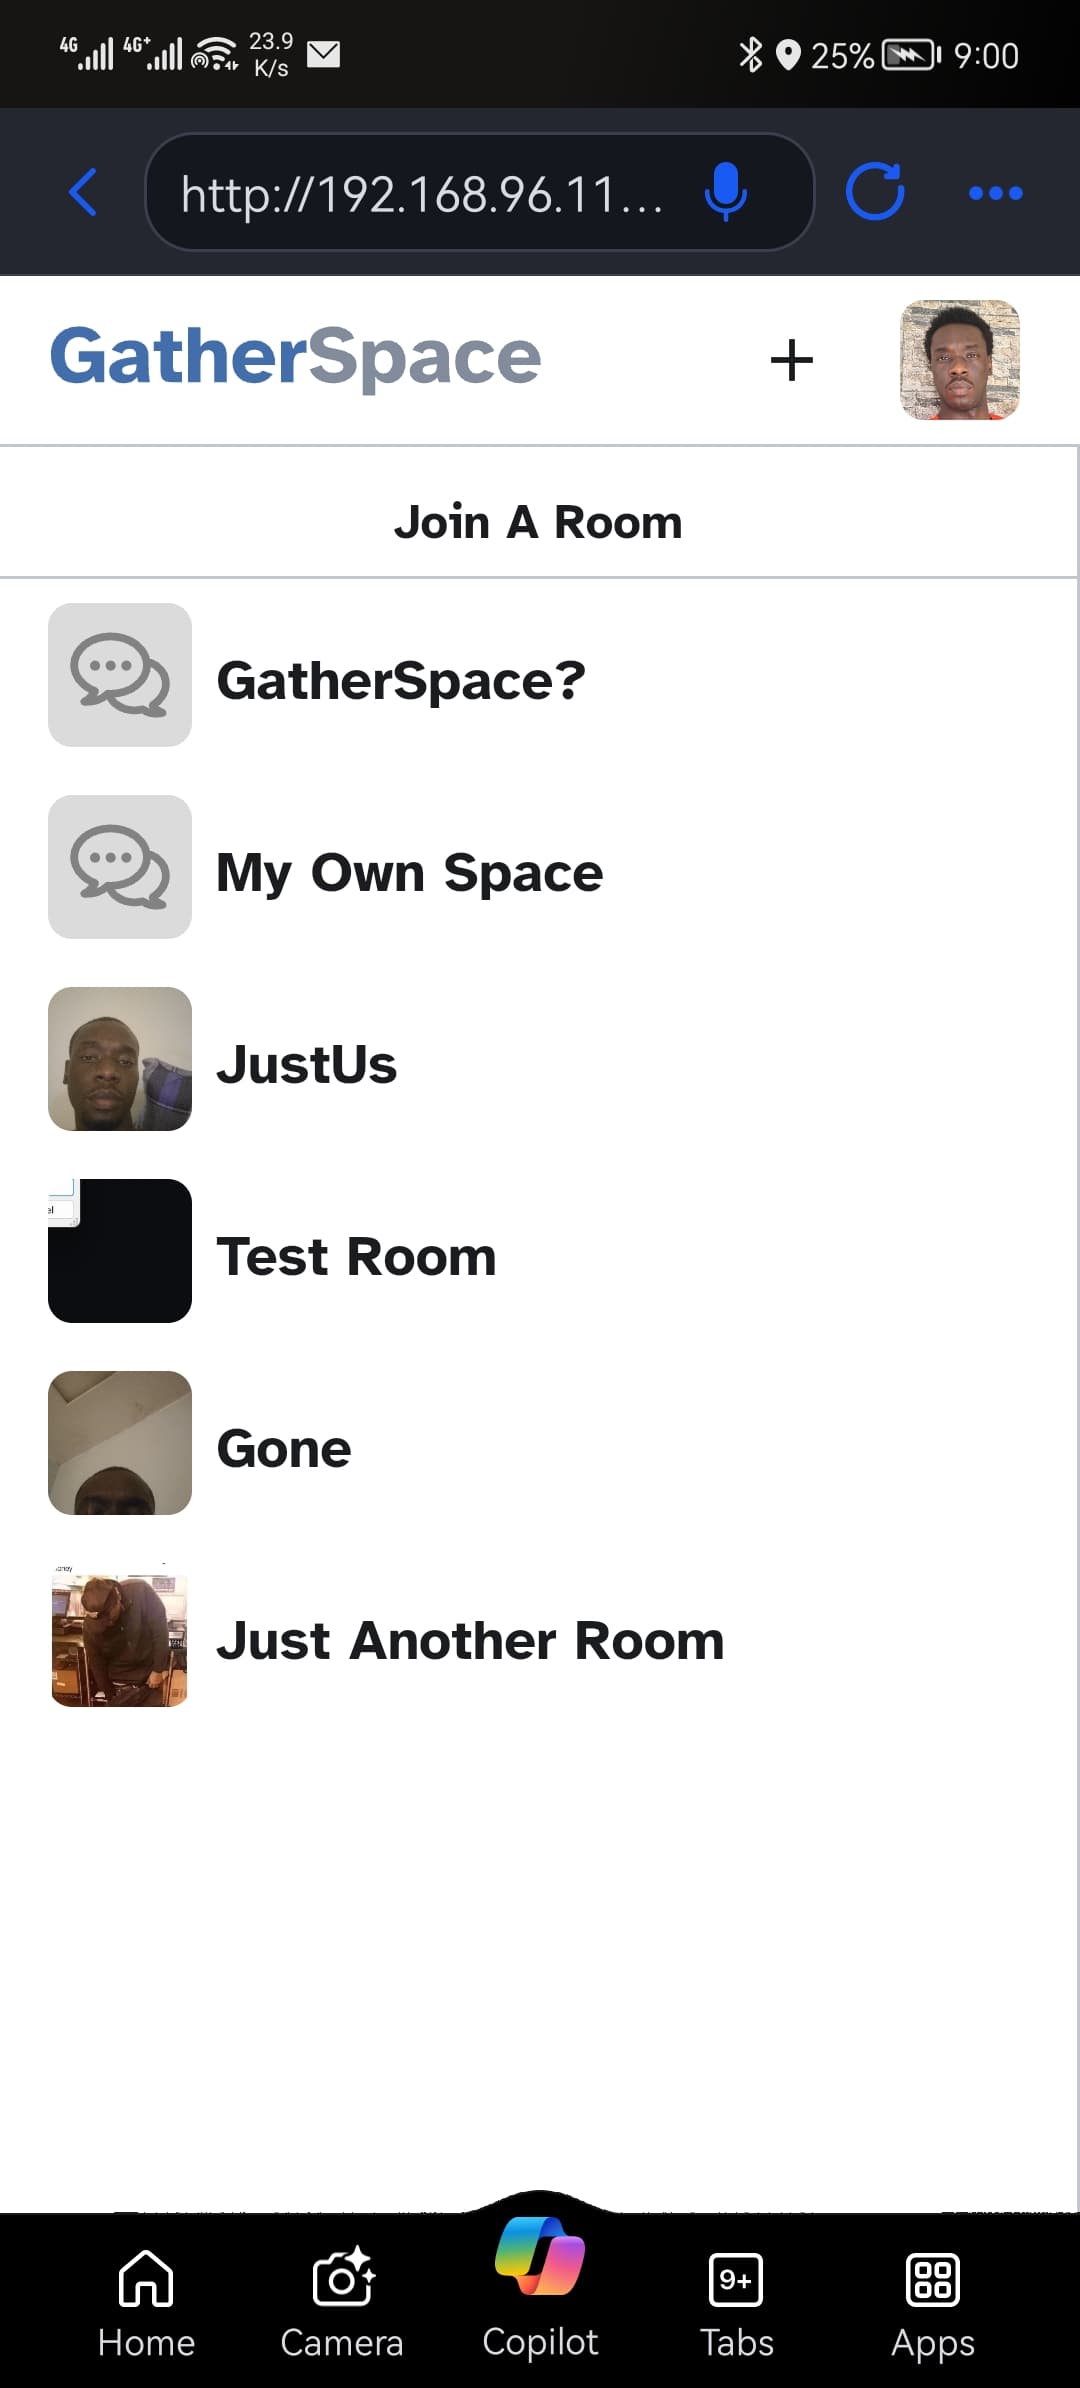 4G 4G+ 23.9 K/s 25% 9:00
http://192.168.96.11...
GatherSpace
Join A Room
GatherSpace?
My Own Space
JustUs
el
Test Room
Gone
Just Another Room
9+
Home Camera Copilot Tabs Apps